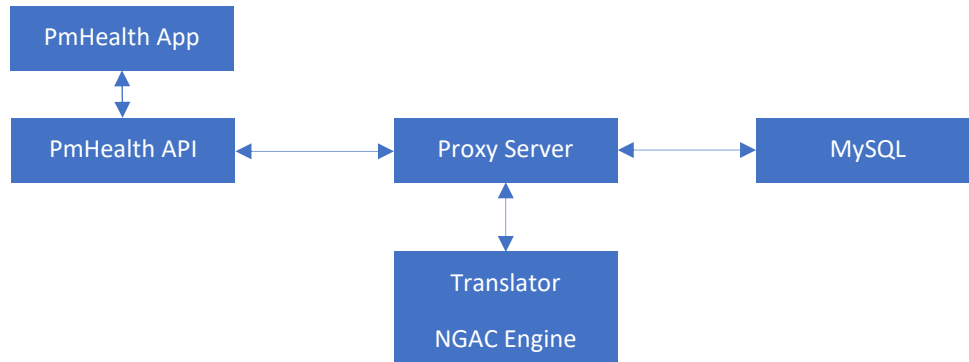 PmHealth App
PmHealth API
Proxy Server
MySQL
Translator
NGAC Engine